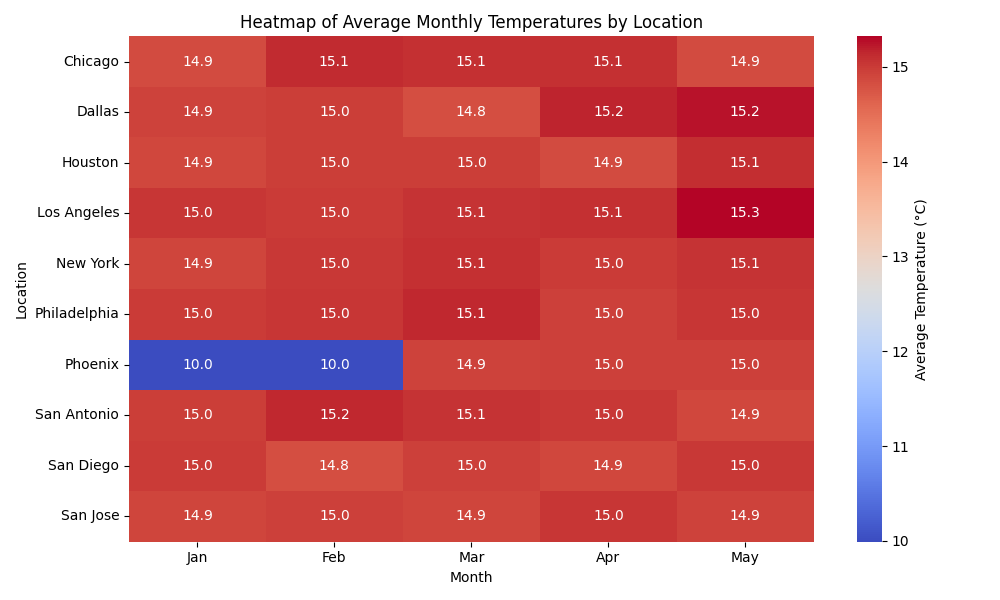 Heatmap of Average Monthly Temperatures by Location
Location
Chicago 14.9 15.1 15.1 15.1 14.9
Dallas 14.9 15.0 14.8 15.2 15.2
Houston 14.9 15.0 15.0 14.9 15.1
Los Angeles 15.0 15.0 15.1 15.1 15.3
New York 14.9 15.0 15.1 15.0 15.1
Philadelphia 15.0 15.0 15.1 15.0 15.0
Phoenix 10.0 10.0 14.9 15.0 15.0
San Antonio 15.0 15.2 15.1 15.0 14.9
San Diego 15.0 14.8 15.0 14.9 15.0
San Jose 14.9 15.0 14.9 15.0 14.9
Jan Feb Mar Apr May
Month
15
14
13
12
11
10
Average Temperature (°C)